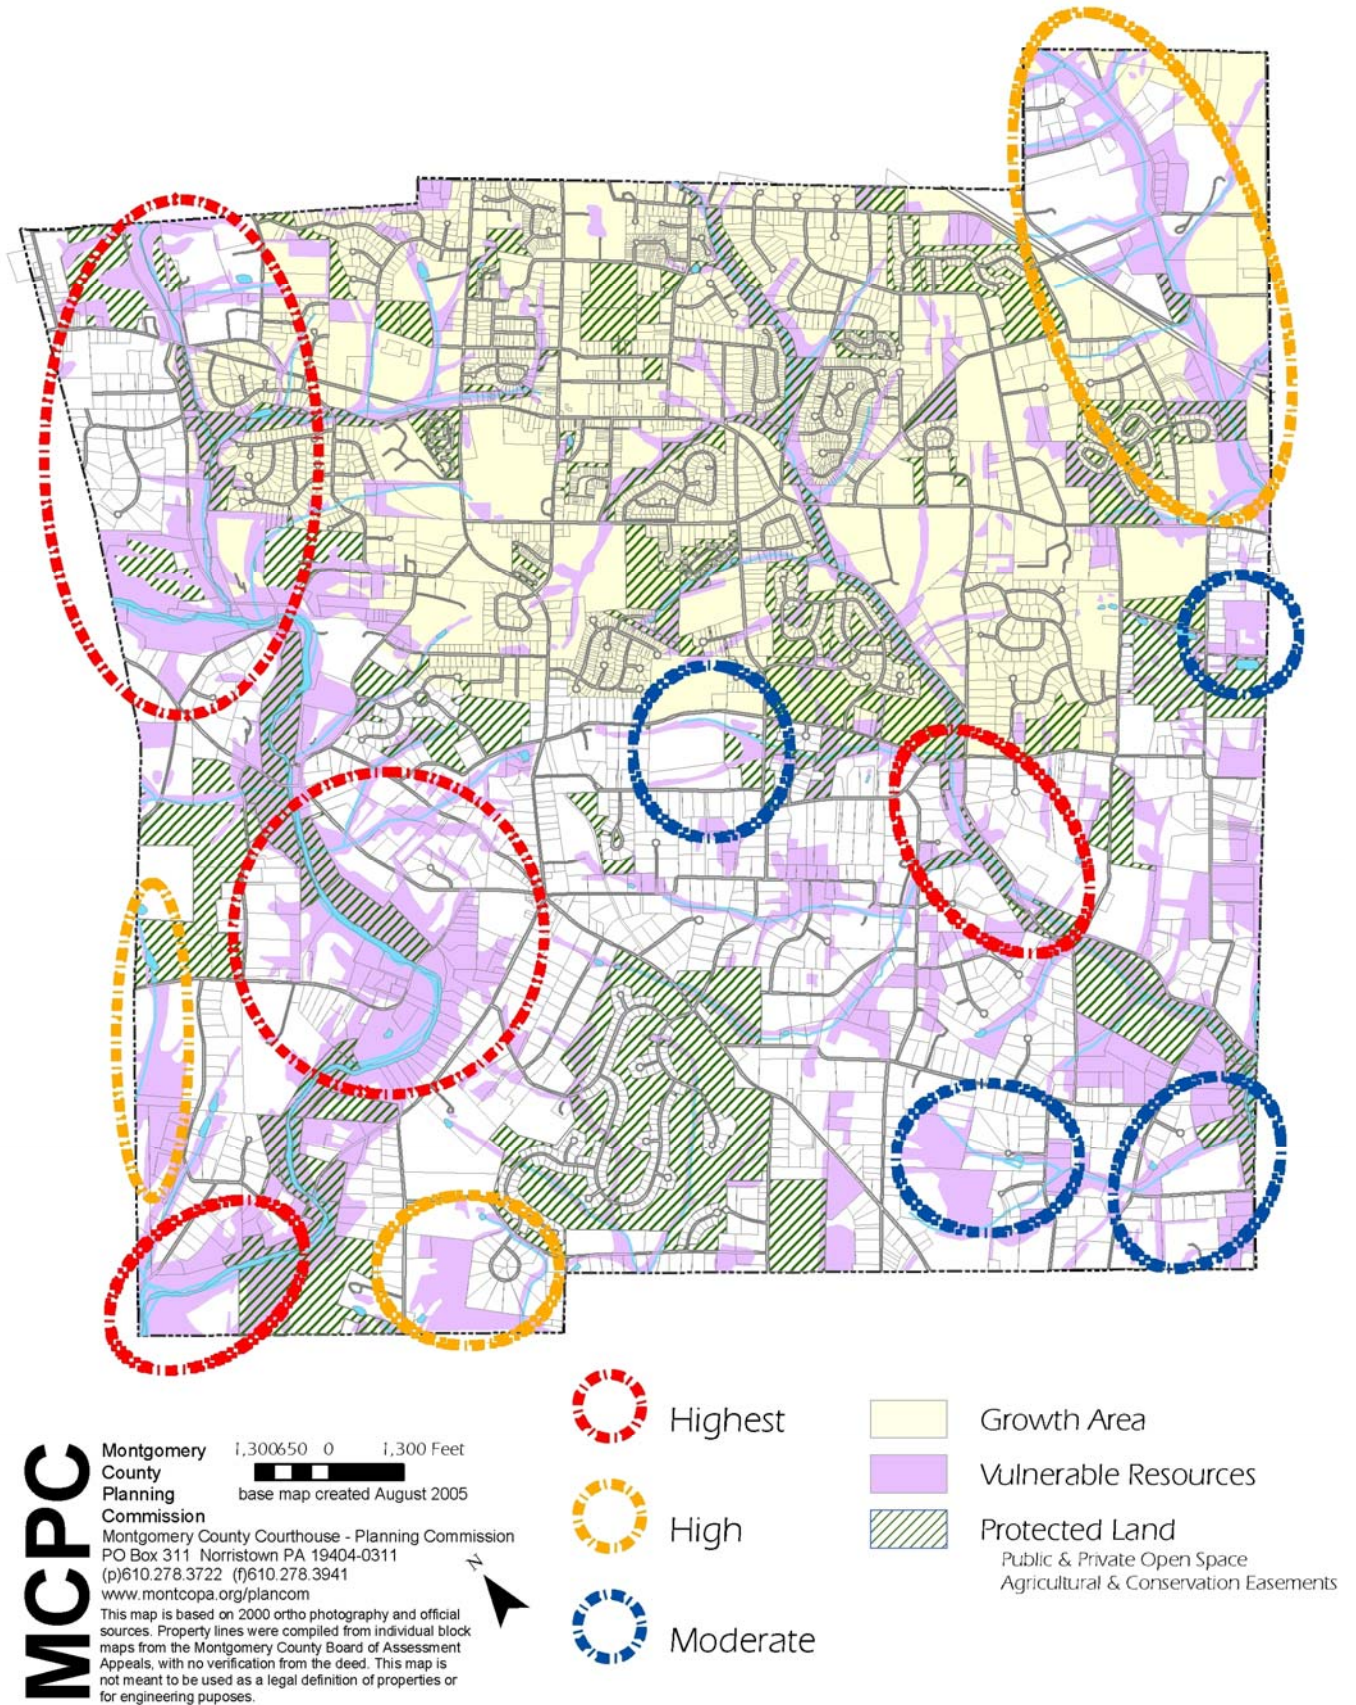 Highest
High
Moderate
Growth Area
Vulnerable Resources
Protected Land
Public & Private Open Space
Agricultural & Conservation Easements
MCPC
Montgomery
County
Planning
Commission
1,300650 0 1,300 Feet
base map created August 2005
Montgomery County Courthouse - Planning Commission
PO Box 311 Norristown PA 19404-0311
(p)610.278.3722 (f)610.278.3941
www.montcopa.org/plancom
N
This map is based on 2000 ortho photography and official
sources. Property lines were compiled from individual block
maps from the Montgomery County Board of Assessment
Appeals, with no verification from the deed. This map is
not meant to be used as a legal definition of properties or
for engineering puposes.